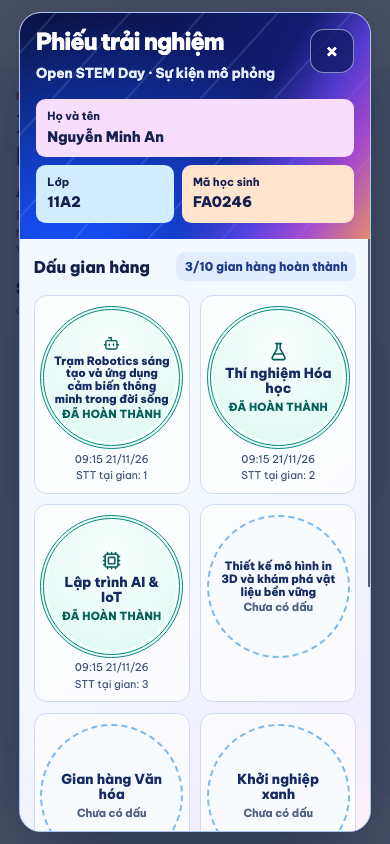 Phiếu trải nghiệm
×
Open STEM Day · Sự kiện mô phỏng
Họ và tên
Nguyễn Minh An
Lớp
11A2
Mã học sinh
FA0246
Dấu gian hàng
3/10 gian hàng hoàn thành
Trạm Robotics sáng
tạo và ứng dụng
cảm biến thông
minh trong đời sống
ĐÃ HOÀN THÀNH
09:15 21/11/26
STT tại gian: 1
Thí nghiệm Hóa
học
ĐÃ HOÀN THÀNH
09:15 21/11/26
STT tại gian: 2
Lập trình AI &
IoT
ĐÃ HOÀN THÀNH
09:15 21/11/26
STT tại gian: 3
Thiết kế mô hình in
3D và khám phá vật
liệu bền vững
Chưa có dấu
Gian hàng Văn
hóa
Chưa có dấu
Khởi nghiệp
xanh
Chưa có dấu